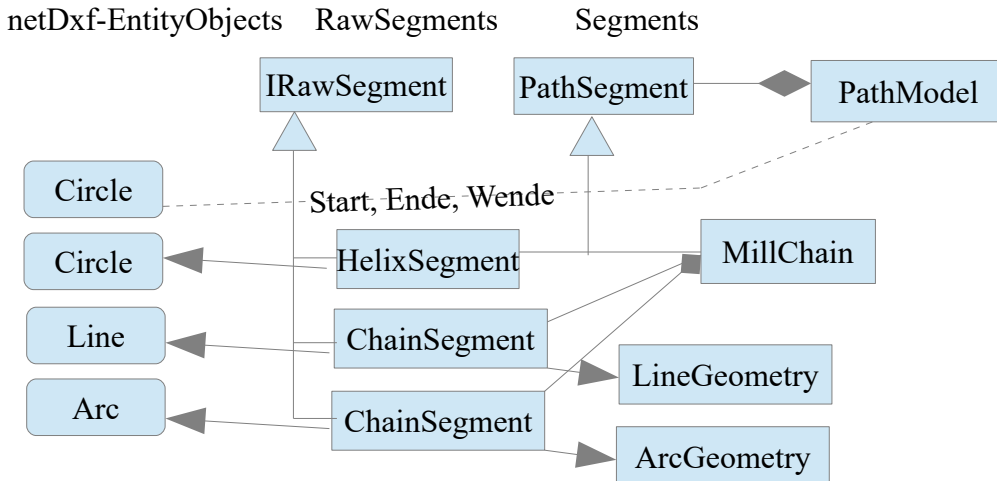 netDxf-EntityObjects RawSegments Segments
IRawSegment PathSegment PathModel
Circle
Start, Ende, Wende
Circle HelixSegment MillChain
Line ChainSegment LineGeometry
Arc ChainSegment ArcGeometry